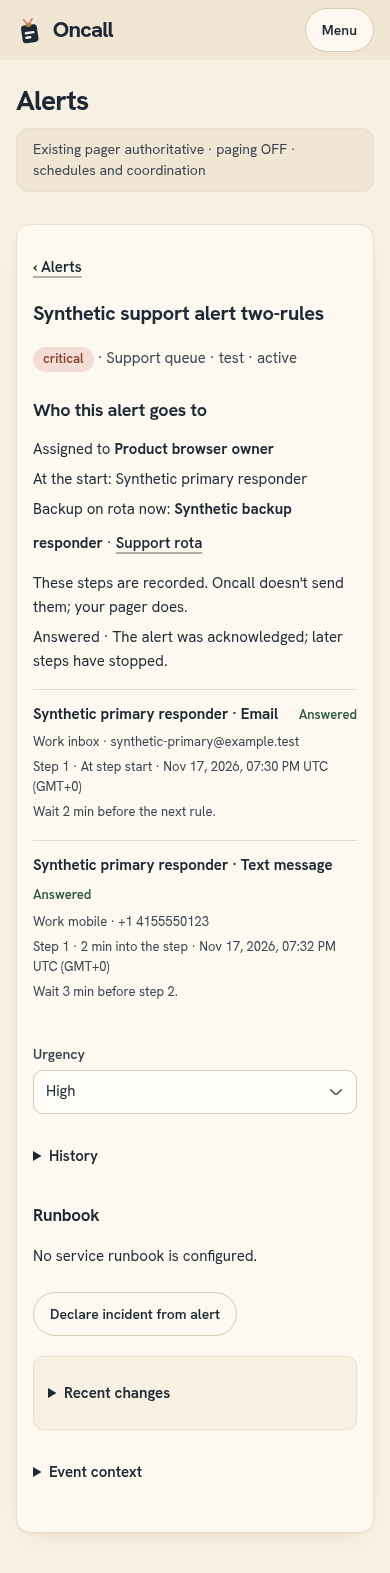 Oncall
Menu
Alerts
Existing pager authoritative · paging OFF ·
schedules and coordination
‹ Alerts
Synthetic support alert two-rules
critical · Support queue · test · active
Who this alert goes to
Assigned to Product browser owner
At the start: Synthetic primary responder
Backup on rota now: Synthetic backup
responder · Support rota
These steps are recorded. Oncall doesn't send
them; your pager does.
Answered · The alert was acknowledged; later
steps have stopped.
Synthetic primary responder · Email Answered
Work inbox · synthetic-primary@example.test
Step 1 · At step start · Nov 17, 2026, 07:30 PM UTC
(GMT+0)
Wait 2 min before the next rule.
Synthetic primary responder · Text message
Answered
Work mobile · +1 4155550123
Step 1 · 2 min into the step · Nov 17, 2026, 07:32 PM
UTC (GMT+0)
Wait 3 min before step 2.
Urgency
High
History
Runbook
No service runbook is configured.
Declare incident from alert
Recent changes
Event context